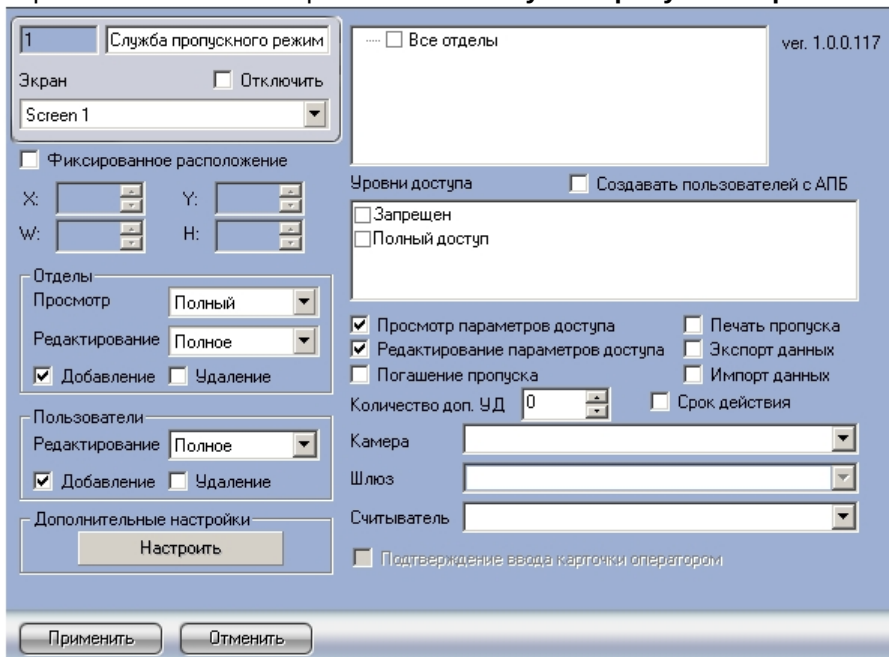 1
Служба пропускного режим
Экран
Отключить
Screen 1
Фиксированное расположение
X:
Y:
W:
H:
Отделы
Просмотр
Полный
Редактирование
Полное
Добавление
Удаление
Пользователи
Редактирование
Полное
Добавление
Удаление
Дополнительные настройки
Настроить
Все отделы
ver. 1.0.0.117
Уровни доступа
Создавать пользователей с АПБ
Запрещен
Полный доступ
Просмотр параметров доступа
Печать пропуска
Редактирование параметров доступа
Экспорт данных
Погашение пропуска
Импорт данных
Количество доп. УД
0
Срок действия
Камера
Шлюз
Считыватель
Подтверждение ввода карточки оператором
Применить
Отменить